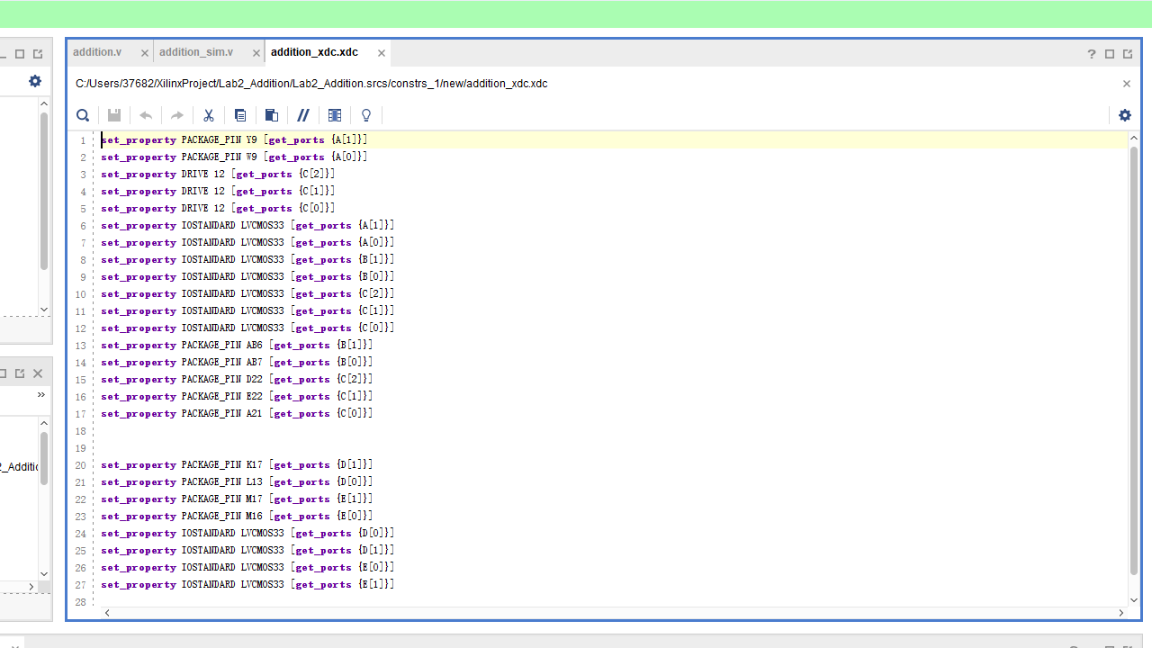 addition.v × addition_sim.v × addition_xdc.xdc × ?
C:/Users/37682/XilinxProject/Lab2_Addition/Lab2_Addition.srcs/constrs_1/new/addition_xdc.xdc ×
1 set_property PACKAGE_PIN Y9 [get_ports {A[1]}]
2 set_property PACKAGE_PIN W9 [get_ports {A[0]}]
3 set_property DRIVE 12 [get_ports {C[2]}]
4 set_property DRIVE 12 [get_ports {C[1]}]
5 set_property DRIVE 12 [get_ports {C[0]}]
6 set_property IOSTANDARD LVCMOS33 [get_ports {A[1]}]
7 set_property IOSTANDARD LVCMOS33 [get_ports {A[0]}]
8 set_property IOSTANDARD LVCMOS33 [get_ports {B[1]}]
9 set_property IOSTANDARD LVCMOS33 [get_ports {B[0]}]
10 set_property IOSTANDARD LVCMOS33 [get_ports {C[2]}]
11 set_property IOSTANDARD LVCMOS33 [get_ports {C[1]}]
12 set_property IOSTANDARD LVCMOS33 [get_ports {C[0]}]
13 set_property PACKAGE_PIN AB6 [get_ports {B[1]}]
14 set_property PACKAGE_PIN AB7 [get_ports {B[0]}]
15 set_property PACKAGE_PIN D22 [get_ports {C[2]}]
16 set_property PACKAGE_PIN E22 [get_ports {C[1]}]
17 set_property PACKAGE_PIN A21 [get_ports {C[0]}]
18
19
20 set_property PACKAGE_PIN K17 [get_ports {D[1]}]
21 set_property PACKAGE_PIN L13 [get_ports {D[0]}]
22 set_property PACKAGE_PIN M17 [get_ports {E[1]}]
23 set_property PACKAGE_PIN M16 [get_ports {E[0]}]
24 set_property IOSTANDARD LVCMOS33 [get_ports {D[0]}]
25 set_property IOSTANDARD LVCMOS33 [get_ports {D[1]}]
26 set_property IOSTANDARD LVCMOS33 [get_ports {E[0]}]
27 set_property IOSTANDARD LVCMOS33 [get_ports {E[1]}]
28